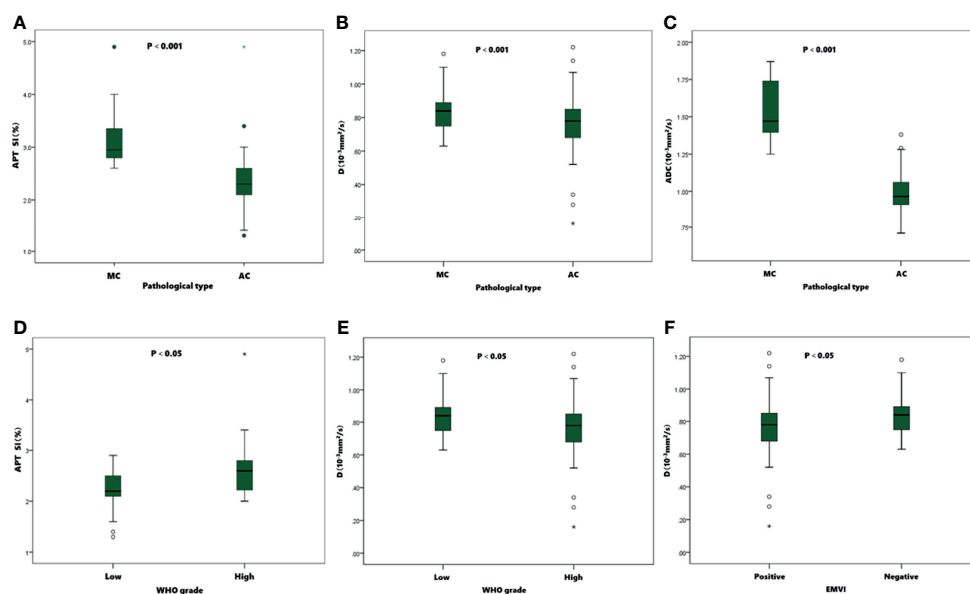 A
P < 0.001
APT SI(%)
5.0
4.0
3.0
2.0
1.0
MC
AC
Pathological type
B
P < 0.001
D(10⁻³mm²/s)
1.20
1.00
.80
.60
.40
.20
.00
MC
AC
Pathological type
C
P < 0.001
ADC(10⁻³mm²/s)
2.00
1.75
1.50
1.25
1.00
.75
MC
AC
Pathological type
D
P < 0.05
APT SI(%)
5
4
3
2
1
Low
High
WHO grade
E
P < 0.05
D(10⁻³mm²/s)
1.20
1.00
.80
.60
.40
.20
.00
Low
High
WHO grade
F
P < 0.05
D(10⁻³mm²/s)
1.20
1.00
.80
.60
.40
.20
.00
Positive
Negative
EMVI